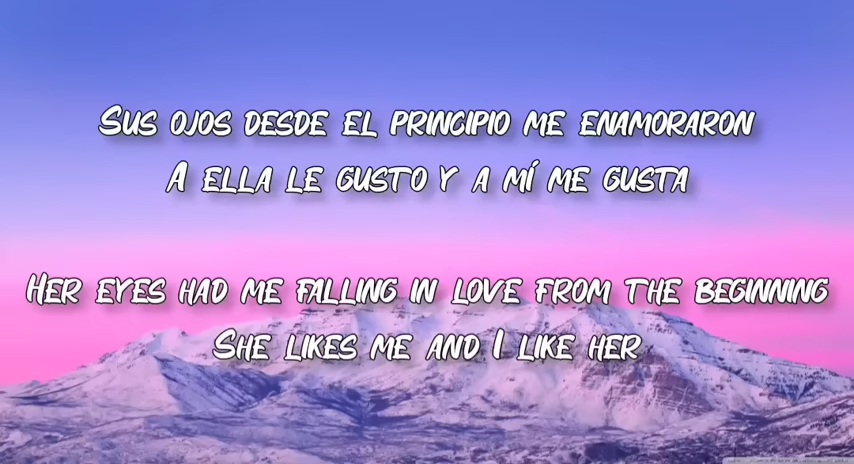 Sus ojos desde el principio me enamoraron
A ella le gusto y a mí me gusta
Her eyes had me falling in love from the beginning
She likes me and I like her